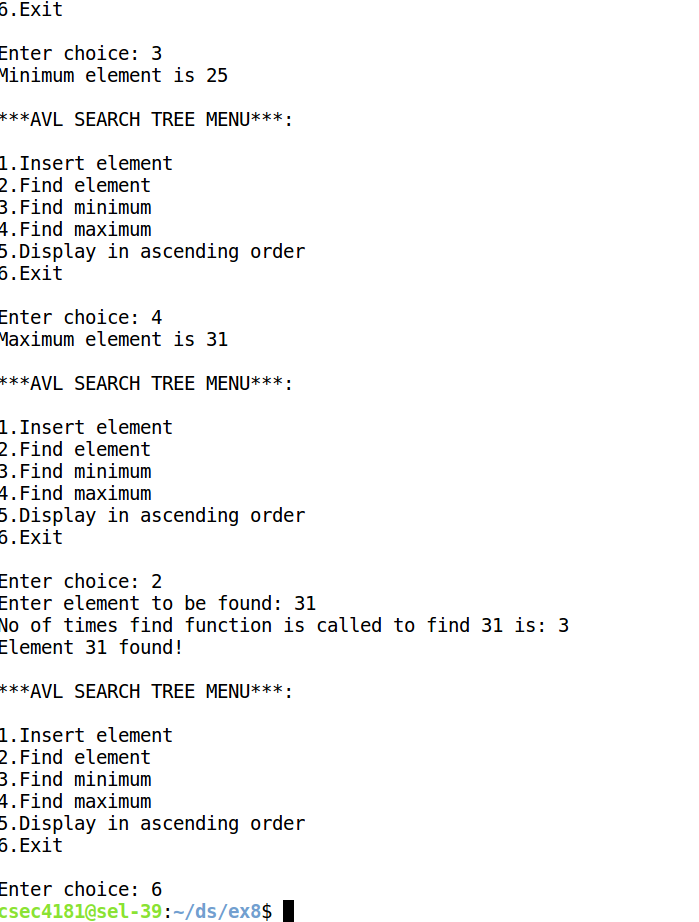 6.Exit
Enter choice: 3
Minimum element is 25
***AVL SEARCH TREE MENU***:
1.Insert element
2.Find element
3.Find minimum
4.Find maximum
5.Display in ascending order
6.Exit
Enter choice: 4
Maximum element is 31
***AVL SEARCH TREE MENU***:
1.Insert element
2.Find element
3.Find minimum
4.Find maximum
5.Display in ascending order
6.Exit
Enter choice: 2
Enter element to be found: 31
No of times find function is called to find 31 is: 3
Element 31 found!
***AVL SEARCH TREE MENU***:
1.Insert element
2.Find element
3.Find minimum
4.Find maximum
5.Display in ascending order
6.Exit
Enter choice: 6
csec4181@sel-39:~/ds/ex8$